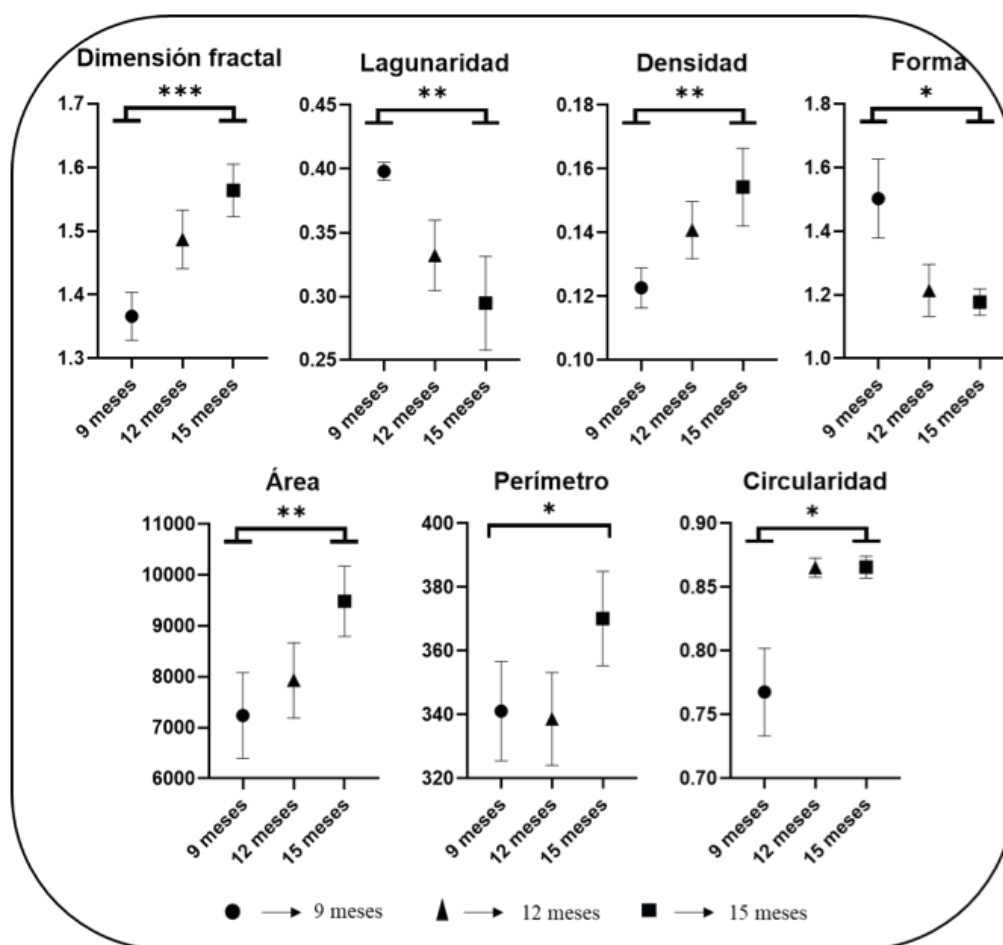 Dimensión fractal
***
1.7
1.6
1.5
1.4
1.3
9 meses
12 meses
15 meses
Lagunaridad
**
0.45
0.40
0.35
0.30
0.25
9 meses
12 meses
15 meses
Densidad
**
0.18
0.16
0.14
0.12
0.10
9 meses
12 meses
15 meses
Forma
*
1.8
1.6
1.4
1.2
1.0
9 meses
12 meses
15 meses
Área
**
11000
10000
9000
8000
7000
6000
9 meses
12 meses
15 meses
Perímetro
*
400
380
360
340
320
9 meses
12 meses
15 meses
Circularidad
*
0.90
0.85
0.80
0.75
0.70
9 meses
12 meses
15 meses
9 meses 12 meses 15 meses